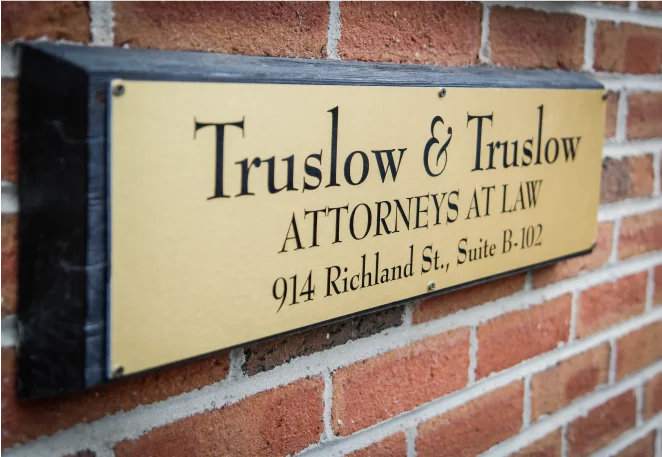 Truslow & Truslow
ATTORNEYS AT LAW
914 Richland St., Suite B-102